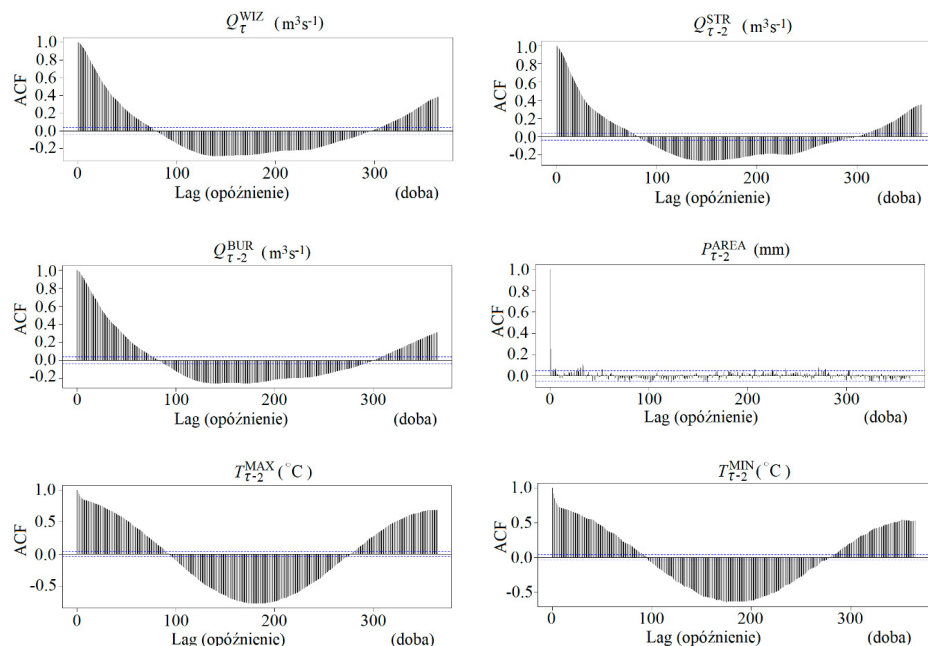 Q_τ^WIZ (m³s⁻¹)
ACF
1.0
0.8
0.6
0.4
0.2
0.0
-0.2
0 100 200 300
Lag (opóźnienie) (doba)
Q_τ-2^STR (m³s⁻¹)
ACF
1.0
0.8
0.6
0.4
0.2
0.0
-0.2
0 100 200 300
Lag (opóźnienie) (doba)
Q_τ-2^BUR (m³s⁻¹)
ACF
1.0
0.8
0.6
0.4
0.2
0.0
-0.2
0 100 200 300
Lag (opóźnienie) (doba)
P_τ-2^AREA (mm)
ACF
1.0
0.8
0.6
0.4
0.2
0.0
0 100 200 300
Lag (opóźnienie) (doba)
T_τ-2^MAX (°C)
ACF
1.0
0.5
0.0
-0.5
0 100 200 300
Lag (opóźnienie) (doba)
T_τ-2^MIN (°C)
ACF
1.0
0.5
0.0
-0.5
0 100 200 300
Lag (opóźnienie) (doba)